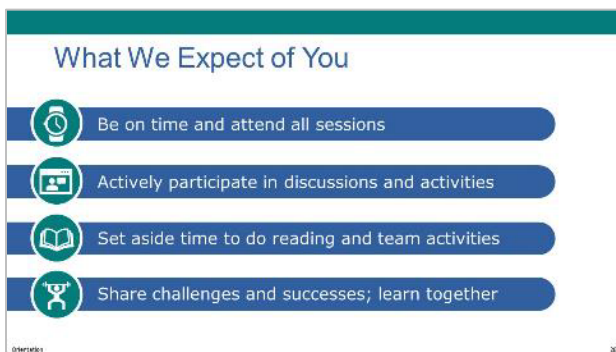 What We Expect of You
Be on time and attend all sessions
Actively participate in discussions and activities
Set aside time to do reading and team activities
Share challenges and successes; learn together
Orientation